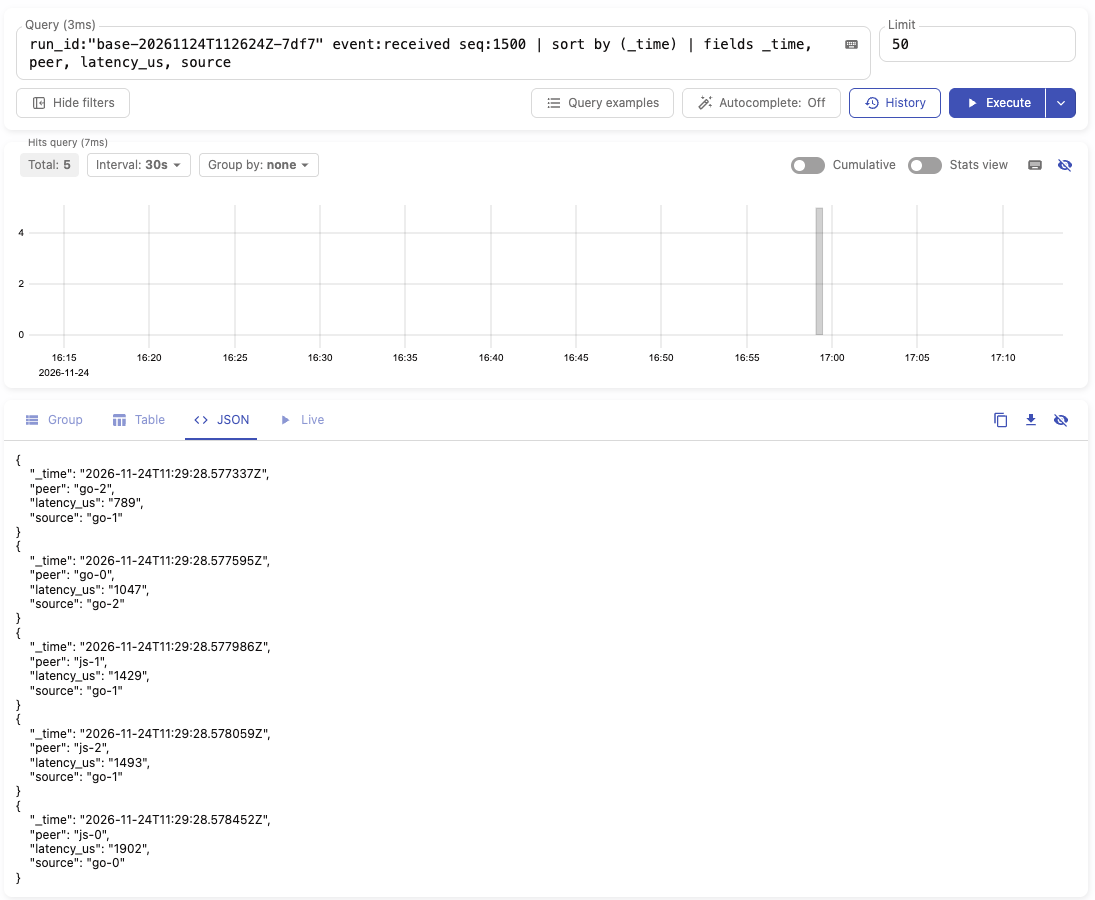 Query (3ms)
run_id:"base-20261124T112624Z-7df7" event:received seq:1500 | sort by (_time) | fields _time,
peer, latency_us, source
Limit
50
Hide filters
Query examples
Autocomplete: Off
History
Execute
Hits query (7ms)
Total: 5
Interval: 30s
Group by: none
Cumulative
Stats view
4
2
0
16:15
2026-11-24
16:20
16:25
16:30
16:35
16:40
16:45
16:50
16:55
17:00
17:05
17:10
Group
Table
<> JSON
Live
{
"_time": "2026-11-24T11:29:28.577337Z",
"peer": "go-2",
"latency_us": "789",
"source": "go-1"
}
{
"_time": "2026-11-24T11:29:28.577595Z",
"peer": "go-0",
"latency_us": "1047",
"source": "go-2"
}
{
"_time": "2026-11-24T11:29:28.577986Z",
"peer": "js-1",
"latency_us": "1429",
"source": "go-1"
}
{
"_time": "2026-11-24T11:29:28.578059Z",
"peer": "js-2",
"latency_us": "1493",
"source": "go-1"
}
{
"_time": "2026-11-24T11:29:28.578452Z",
"peer": "js-0",
"latency_us": "1902",
"source": "go-0"
}